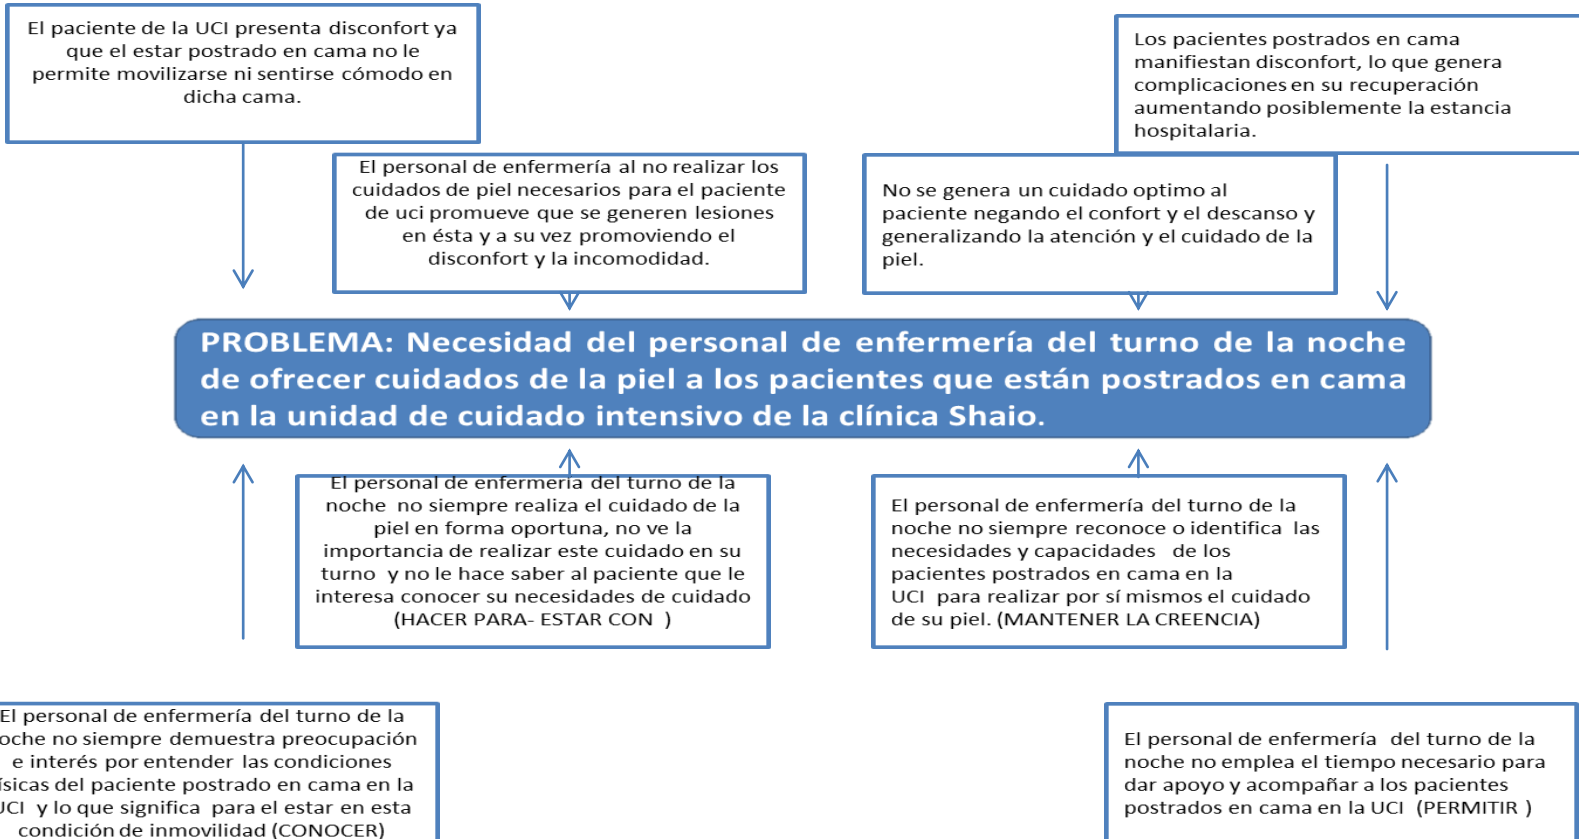 El paciente de la UCI presenta disconfort ya
que el estar postrado en cama no le
permite movilizarse ni sentirse cómodo en
dicha cama.
Los pacientes postrados en cama
manifiestan disconfort, lo que genera
complicaciones en su recuperación
aumentando posiblemente la estancia
hospitalaria.
El personal de enfermería al no realizar los
cuidados de piel necesarios para el paciente
de uci promueve que se generen lesiones
en ésta y a su vez promoviendo el
disconfort y la incomodidad.
No se genera un cuidado optimo al
paciente negando el confort y el descanso y
generalizando la atención y el cuidado de la
piel.
PROBLEMA: Necesidad del personal de enfermería del turno de la noche
de ofrecer cuidados de la piel a los pacientes que están postrados en cama
en la unidad de cuidado intensivo de la clínica Shaio.
El personal de enfermería del turno de la
noche no siempre realiza el cuidado de la
piel en forma oportuna, no ve la
importancia de realizar este cuidado en su
turno y no le hace saber al paciente que le
interesa conocer su necesidades de cuidado
(HACER PARA- ESTAR CON )
El personal de enfermería del turno de la
noche no siempre reconoce o identifica las
necesidades y capacidades de los
pacientes postrados en cama en la
UCI para realizar por sí mismos el cuidado
de su piel. (MANTENER LA CREENCIA)
El personal de enfermería del turno de la
noche no siempre demuestra preocupación
e interés por entender las condiciones
físicas del paciente postrado en cama en la
UCI y lo que significa para el estar en esta
condición de inmovilidad (CONOCER)
El personal de enfermería del turno de la
noche no emplea el tiempo necesario para
dar apoyo y acompañar a los pacientes
postrados en cama en la UCI (PERMITIR )